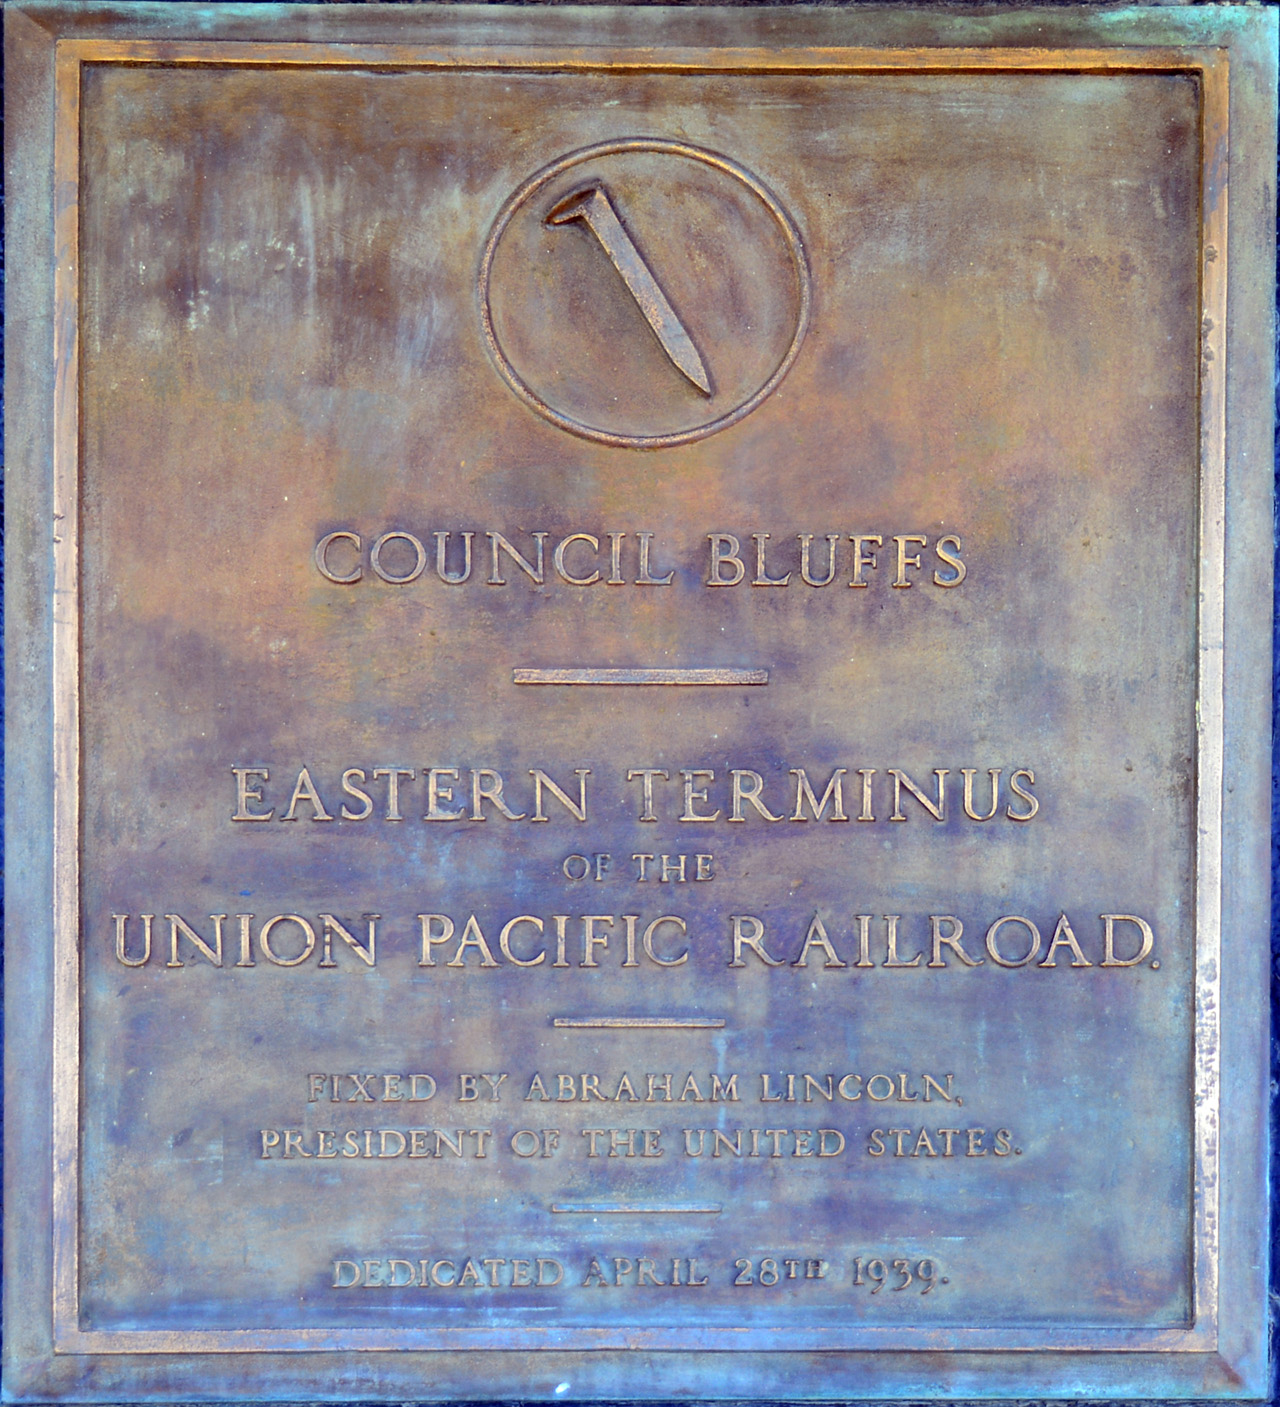 COUNCIL BLUFFS
EASTERN TERMINUS
OF THE
UNION PACIFIC RAILROAD.
FIXED BY ABRAHAM LINCOLN,
PRESIDENT OF THE UNITED STATES.
DEDICATED APRIL 28TH 1939.